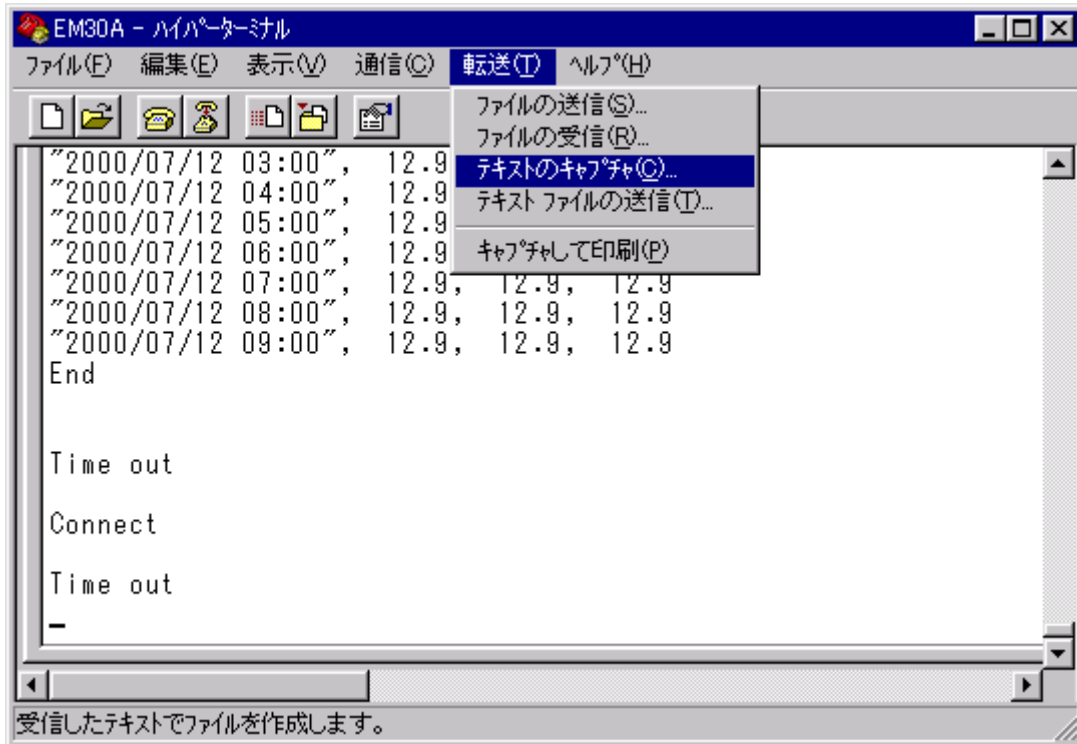 EM30A - ハイパーターミナル
ファイル(F) 編集(E) 表示(V) 通信(C) 転送(T) ヘルプ(H)
ファイルの送信(S)...
ファイルの受信(R)...
テキストのキャプチャ(C)...
テキスト ファイルの送信(T)...
キャプチャして印刷(P)
"2000/07/12 03:00", 12.9
"2000/07/12 04:00", 12.9
"2000/07/12 05:00", 12.9
"2000/07/12 06:00", 12.9
"2000/07/12 07:00", 12.9, 12.9, 12.9
"2000/07/12 08:00", 12.9, 12.9, 12.9
"2000/07/12 09:00", 12.9, 12.9, 12.9
End
Time out
Connect
Time out
受信したテキストでファイルを作成します。